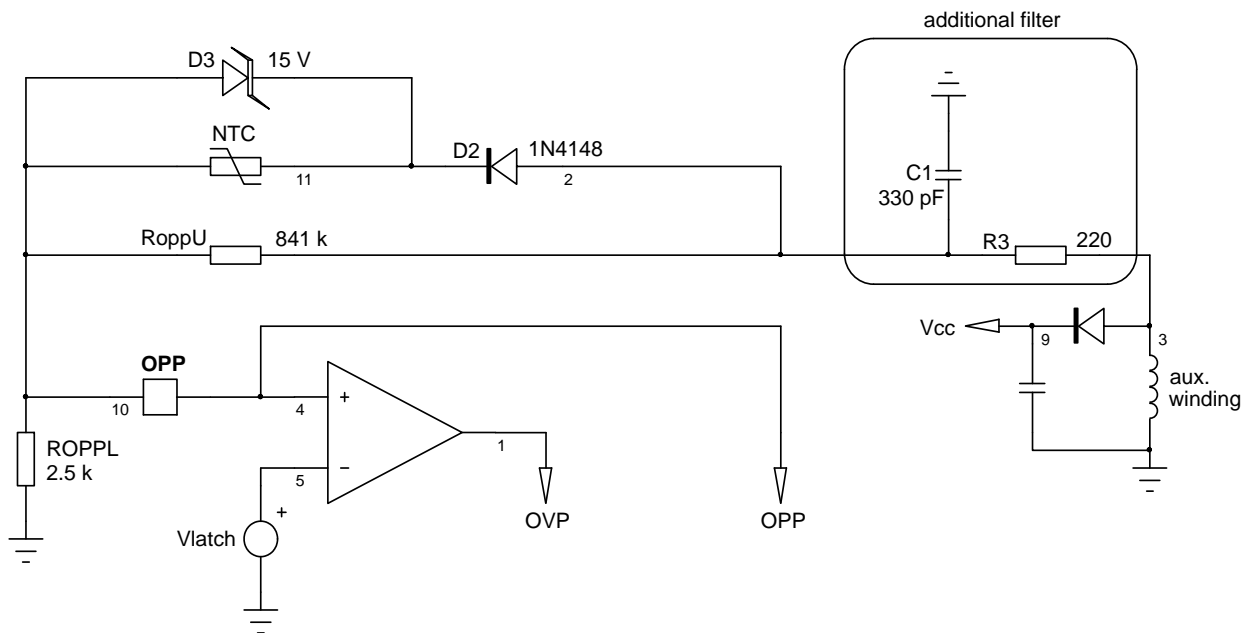 additional filter
D3
15 V
NTC
11
D2
1N4148
2
C1
330 pF
RoppU
841 k
R3
220
Vcc
9
3
aux.
winding
OPP
10
4
+
ROPPL
2.5 k
1
5
−
+
Vlatch
OVP
OPP